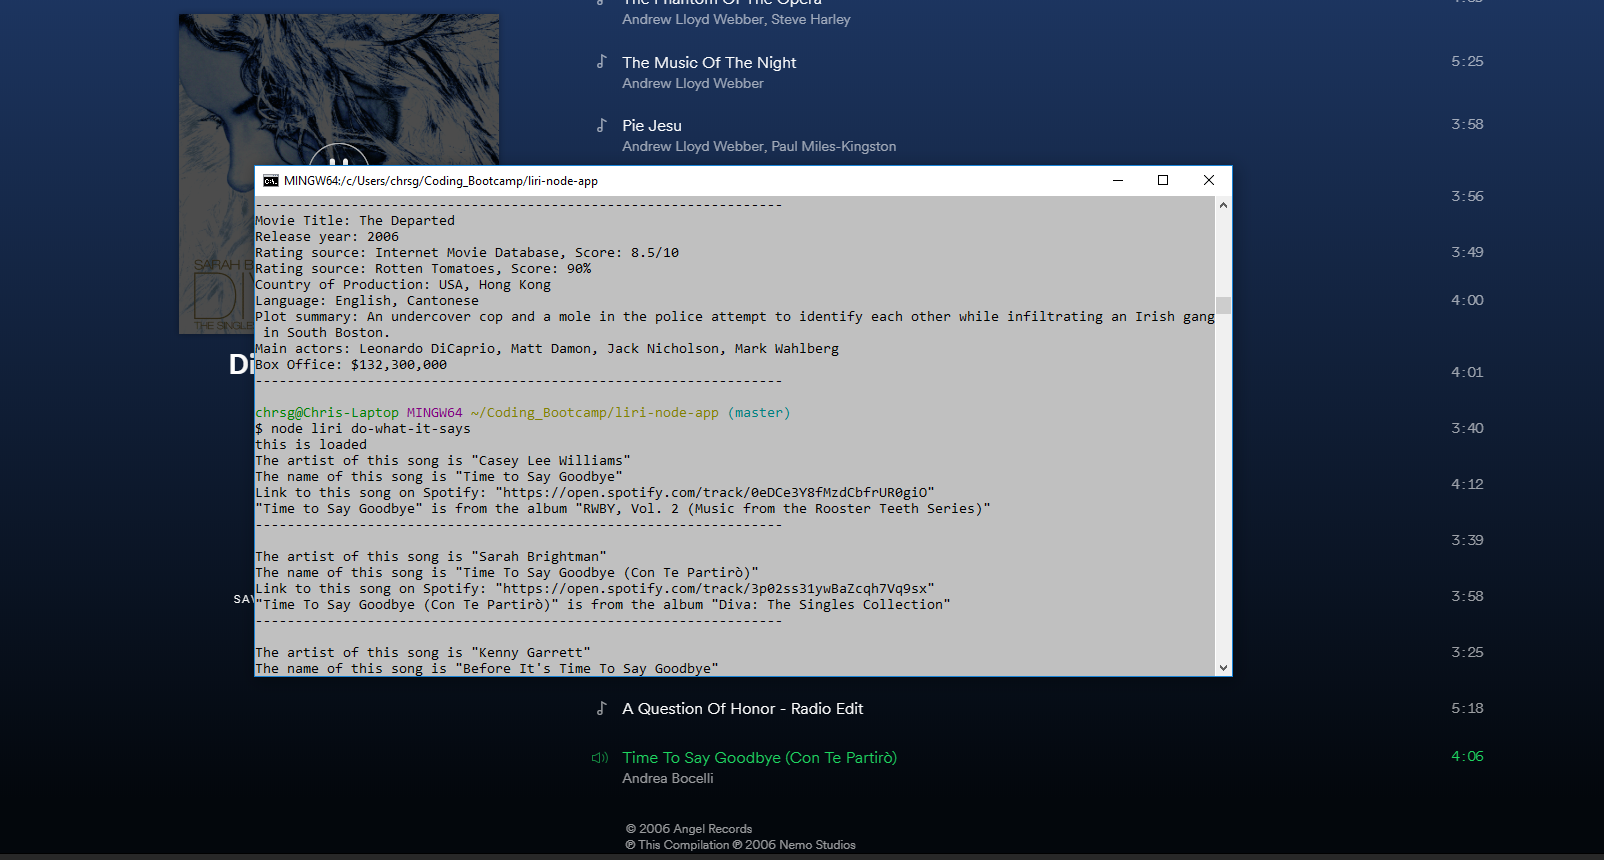 The Phantom Of The Opera
Andrew Lloyd Webber, Steve Harley
The Music Of The Night 5:25
Andrew Lloyd Webber
Pie Jesu 3:58
Andrew Lloyd Webber, Paul Miles-Kingston
3:56
3:49
4:00
4:01
3:40
4:12
3:39
3:58
3:25
SARAH B
DI
THE SINGLE
Di
SAV
MINGW64:/c/Users/chrsg/Coding_Bootcamp/liri-node-app
------------------------------------------------------------------
Movie Title: The Departed
Release year: 2006
Rating source: Internet Movie Database, Score: 8.5/10
Rating source: Rotten Tomatoes, Score: 90%
Country of Production: USA, Hong Kong
Language: English, Cantonese
Plot summary: An undercover cop and a mole in the police attempt to identify each other while infiltrating an Irish gang
in South Boston.
Main actors: Leonardo DiCaprio, Matt Damon, Jack Nicholson, Mark Wahlberg
Box Office: $132,300,000
------------------------------------------------------------------
chrsg@Chris-Laptop MINGW64 ~/Coding_Bootcamp/liri-node-app (master)
$ node liri do-what-it-says
this is loaded
The artist of this song is "Casey Lee Williams"
The name of this song is "Time to Say Goodbye"
Link to this song on Spotify: "https://open.spotify.com/track/0eDCe3Y8fMzdCbfrUR0giO"
"Time to Say Goodbye" is from the album "RWBY, Vol. 2 (Music from the Rooster Teeth Series)"
------------------------------------------------------------------
The artist of this song is "Sarah Brightman"
The name of this song is "Time To Say Goodbye (Con Te Partirò)"
Link to this song on Spotify: "https://open.spotify.com/track/3p02ss31ywBaZcqh7Vq9sx"
"Time To Say Goodbye (Con Te Partirò)" is from the album "Diva: The Singles Collection"
------------------------------------------------------------------
The artist of this song is "Kenny Garrett"
The name of this song is "Before It's Time To Say Goodbye"
A Question Of Honor - Radio Edit 5:18
Time To Say Goodbye (Con Te Partirò) 4:06
Andrea Bocelli
© 2006 Angel Records
℗ This Compilation ℗ 2006 Nemo Studios